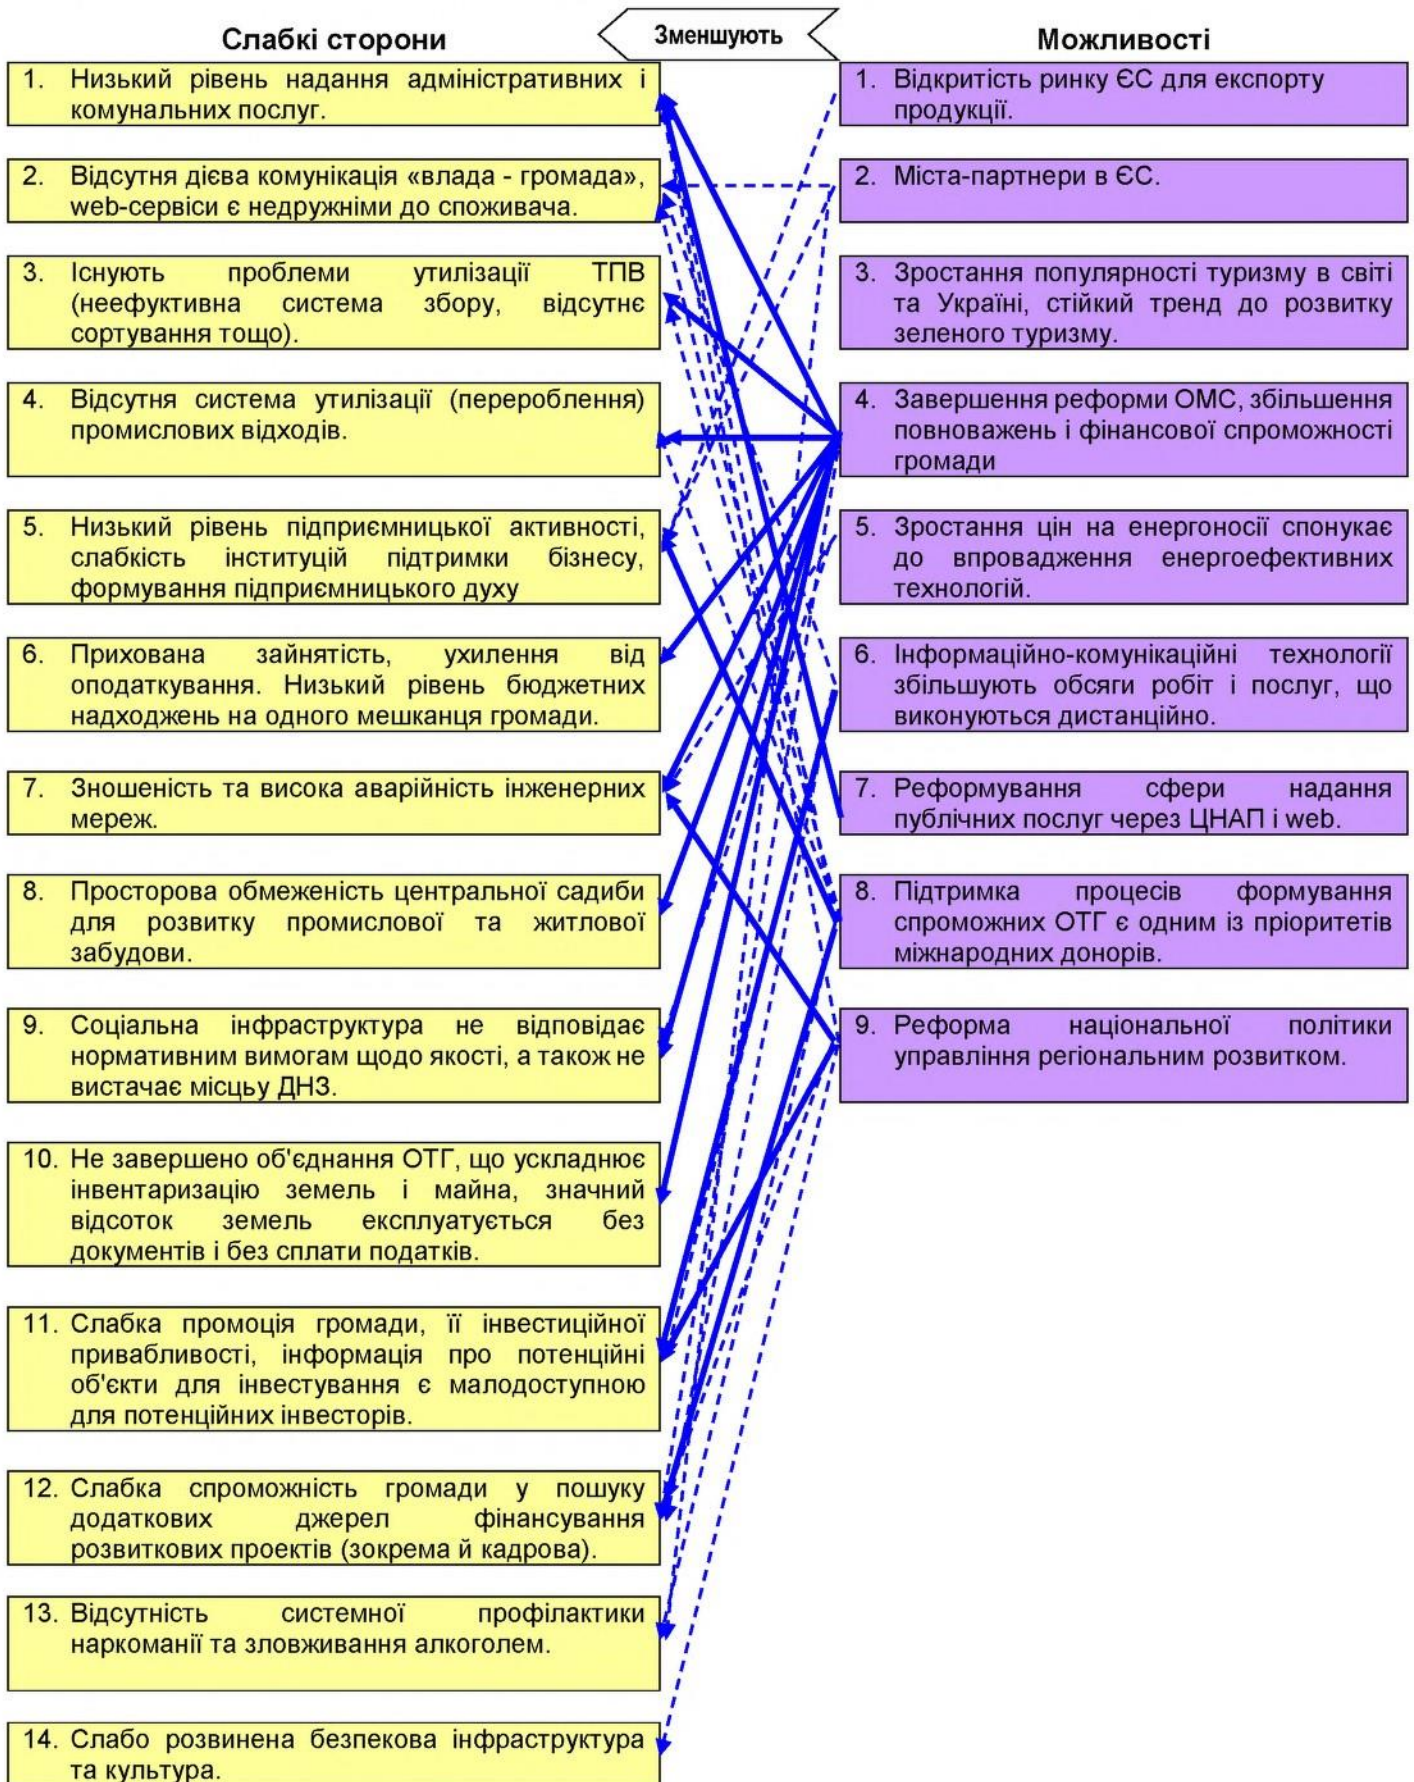 Слабкі сторони
Зменшують
Можливості
1. Низький рівень надання адміністративних і
комунальних послуг.
2. Відсутня дієва комунікація «влада - громада»,
web-сервіси є недружніми до споживача.
3. Існують проблеми утилізації ТПВ
(неефуктивна система збору, відсутнє
сортування тощо).
4. Відсутня система утилізації (перероблення)
промислових відходів.
5. Низький рівень підприємницької активності,
слабкість інституцій підтримки бізнесу,
формування підприємницького духу
6. Прихована зайнятість, ухилення від
оподаткування. Низький рівень бюджетних
надходжень на одного мешканця громади.
7. Зношеність та висока аварійність інженерних
мереж.
8. Просторова обмеженість центральної садиби
для розвитку промислової та житлової
забудови.
9. Соціальна інфраструктура не відповідає
нормативним вимогам щодо якості, а також не
вистачає місцьу ДНЗ.
10. Не завершено об'єднання ОТГ, що ускладнює
інвентаризацію земель і майна, значний
відсоток земель експлуатується без
документів і без сплати податків.
11. Слабка промоція громади, її інвестиційної
привабливості, інформація про потенційні
об'єкти для інвестування є малодоступною
для потенційних інвесторів.
12. Слабка спроможність громади у пошуку
додаткових джерел фінансування
розвиткових проектів (зокрема й кадрова).
13. Відсутність системної профілактики
наркоманії та зловживання алкоголем.
14. Слабо розвинена безпекова інфраструктура
та культура.
1. Відкритість ринку ЄС для експорту
продукції.
2. Міста-партнери в ЄС.
3. Зростання популярності туризму в світі
та Україні, стійкий тренд до розвитку
зеленого туризму.
4. Завершення реформи ОМС, збільшення
повноважень і фінансової спроможності
громади
5. Зростання цін на енергоносії спонукає
до впровадження енергоефективних
технологій.
6. Інформаційно-комунікаційні технології
збільшують обсяги робіт і послуг, що
виконуються дистанційно.
7. Реформування сфери надання
публічних послуг через ЦНАП і web.
8. Підтримка процесів формування
спроможних ОТГ є одним із пріоритетів
міжнародних донорів.
9. Реформа національної політики
управління регіональним розвитком.